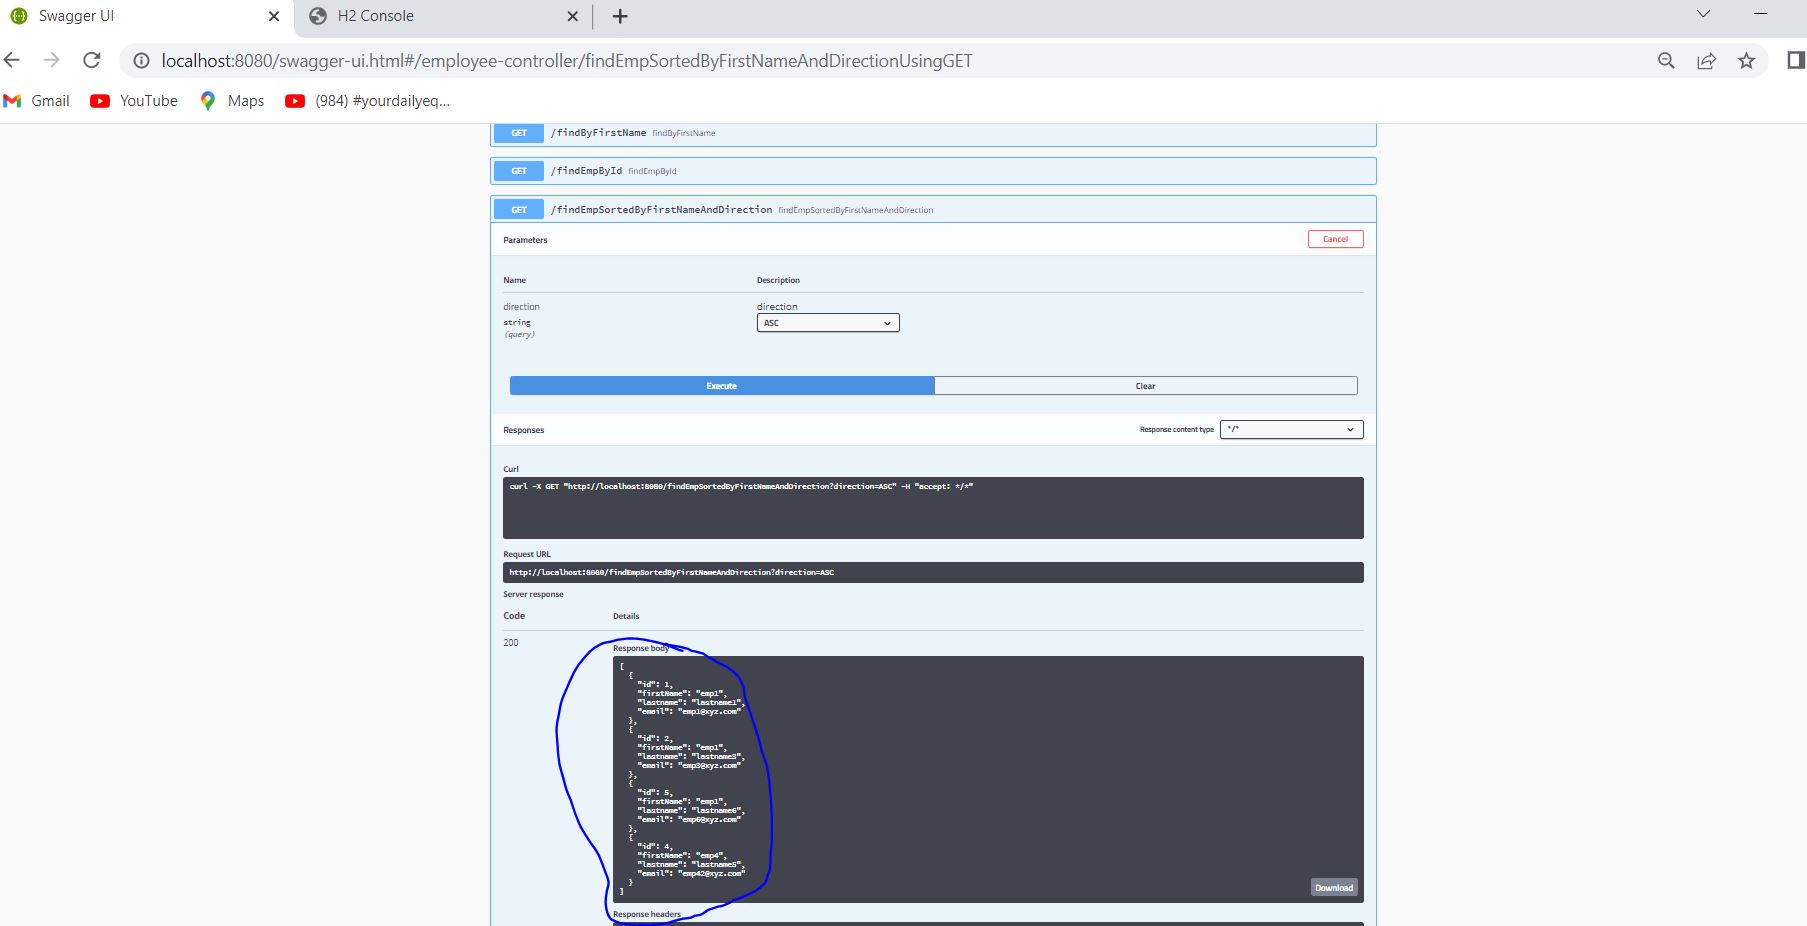 Swagger UI
H2 Console
localhost:8080/swagger-ui.html#/employee-controller/findEmpSortedByFirstNameAndDirectionUsingGET
Gmail YouTube Maps (984) #yourdailyeq...
GET /findByFirstName findByFirstName
GET /findEmpById findEmpById
GET /findEmpSortedByFirstNameAndDirection findEmpSortedByFirstNameAndDirection
Parameters Cancel
Name Description
direction direction
string ASC
(query)
Execute Clear
Responses Response content type */*
Curl
curl -X GET "http://localhost:8080/findEmpSortedByFirstNameAndDirection?direction=ASC" -H "accept: */*"
Request URL
http://localhost:8080/findEmpSortedByFirstNameAndDirection?direction=ASC
Server response
Code Details
200
Response body
[
{
"id": 1,
"firstName": "emp1",
"lastname": "lastname1",
"email": "emp1@xyz.com"
},
{
"id": 2,
"firstName": "emp1",
"lastname": "lastname3",
"email": "emp3@xyz.com"
},
{
"id": 5,
"firstName": "emp1",
"lastname": "lastname6",
"email": "emp6@xyz.com"
},
{
"id": 4,
"firstName": "emp4",
"lastname": "lastname5",
"email": "emp42@xyz.com"
}
]
Download
Response headers